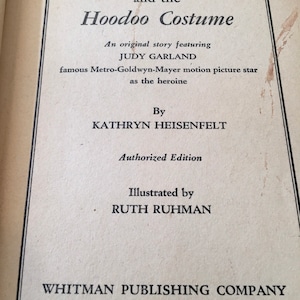 and the
Hoodoo Costume
An original story featuring
JUDY GARLAND
famous Metro-Goldwyn-Mayer motion picture star
as the heroine
By
KATHRYN HEISENFELT
Authorized Edition
Illustrated by
RUTH RUHMAN
WHITMAN PUBLISHING COMPANY